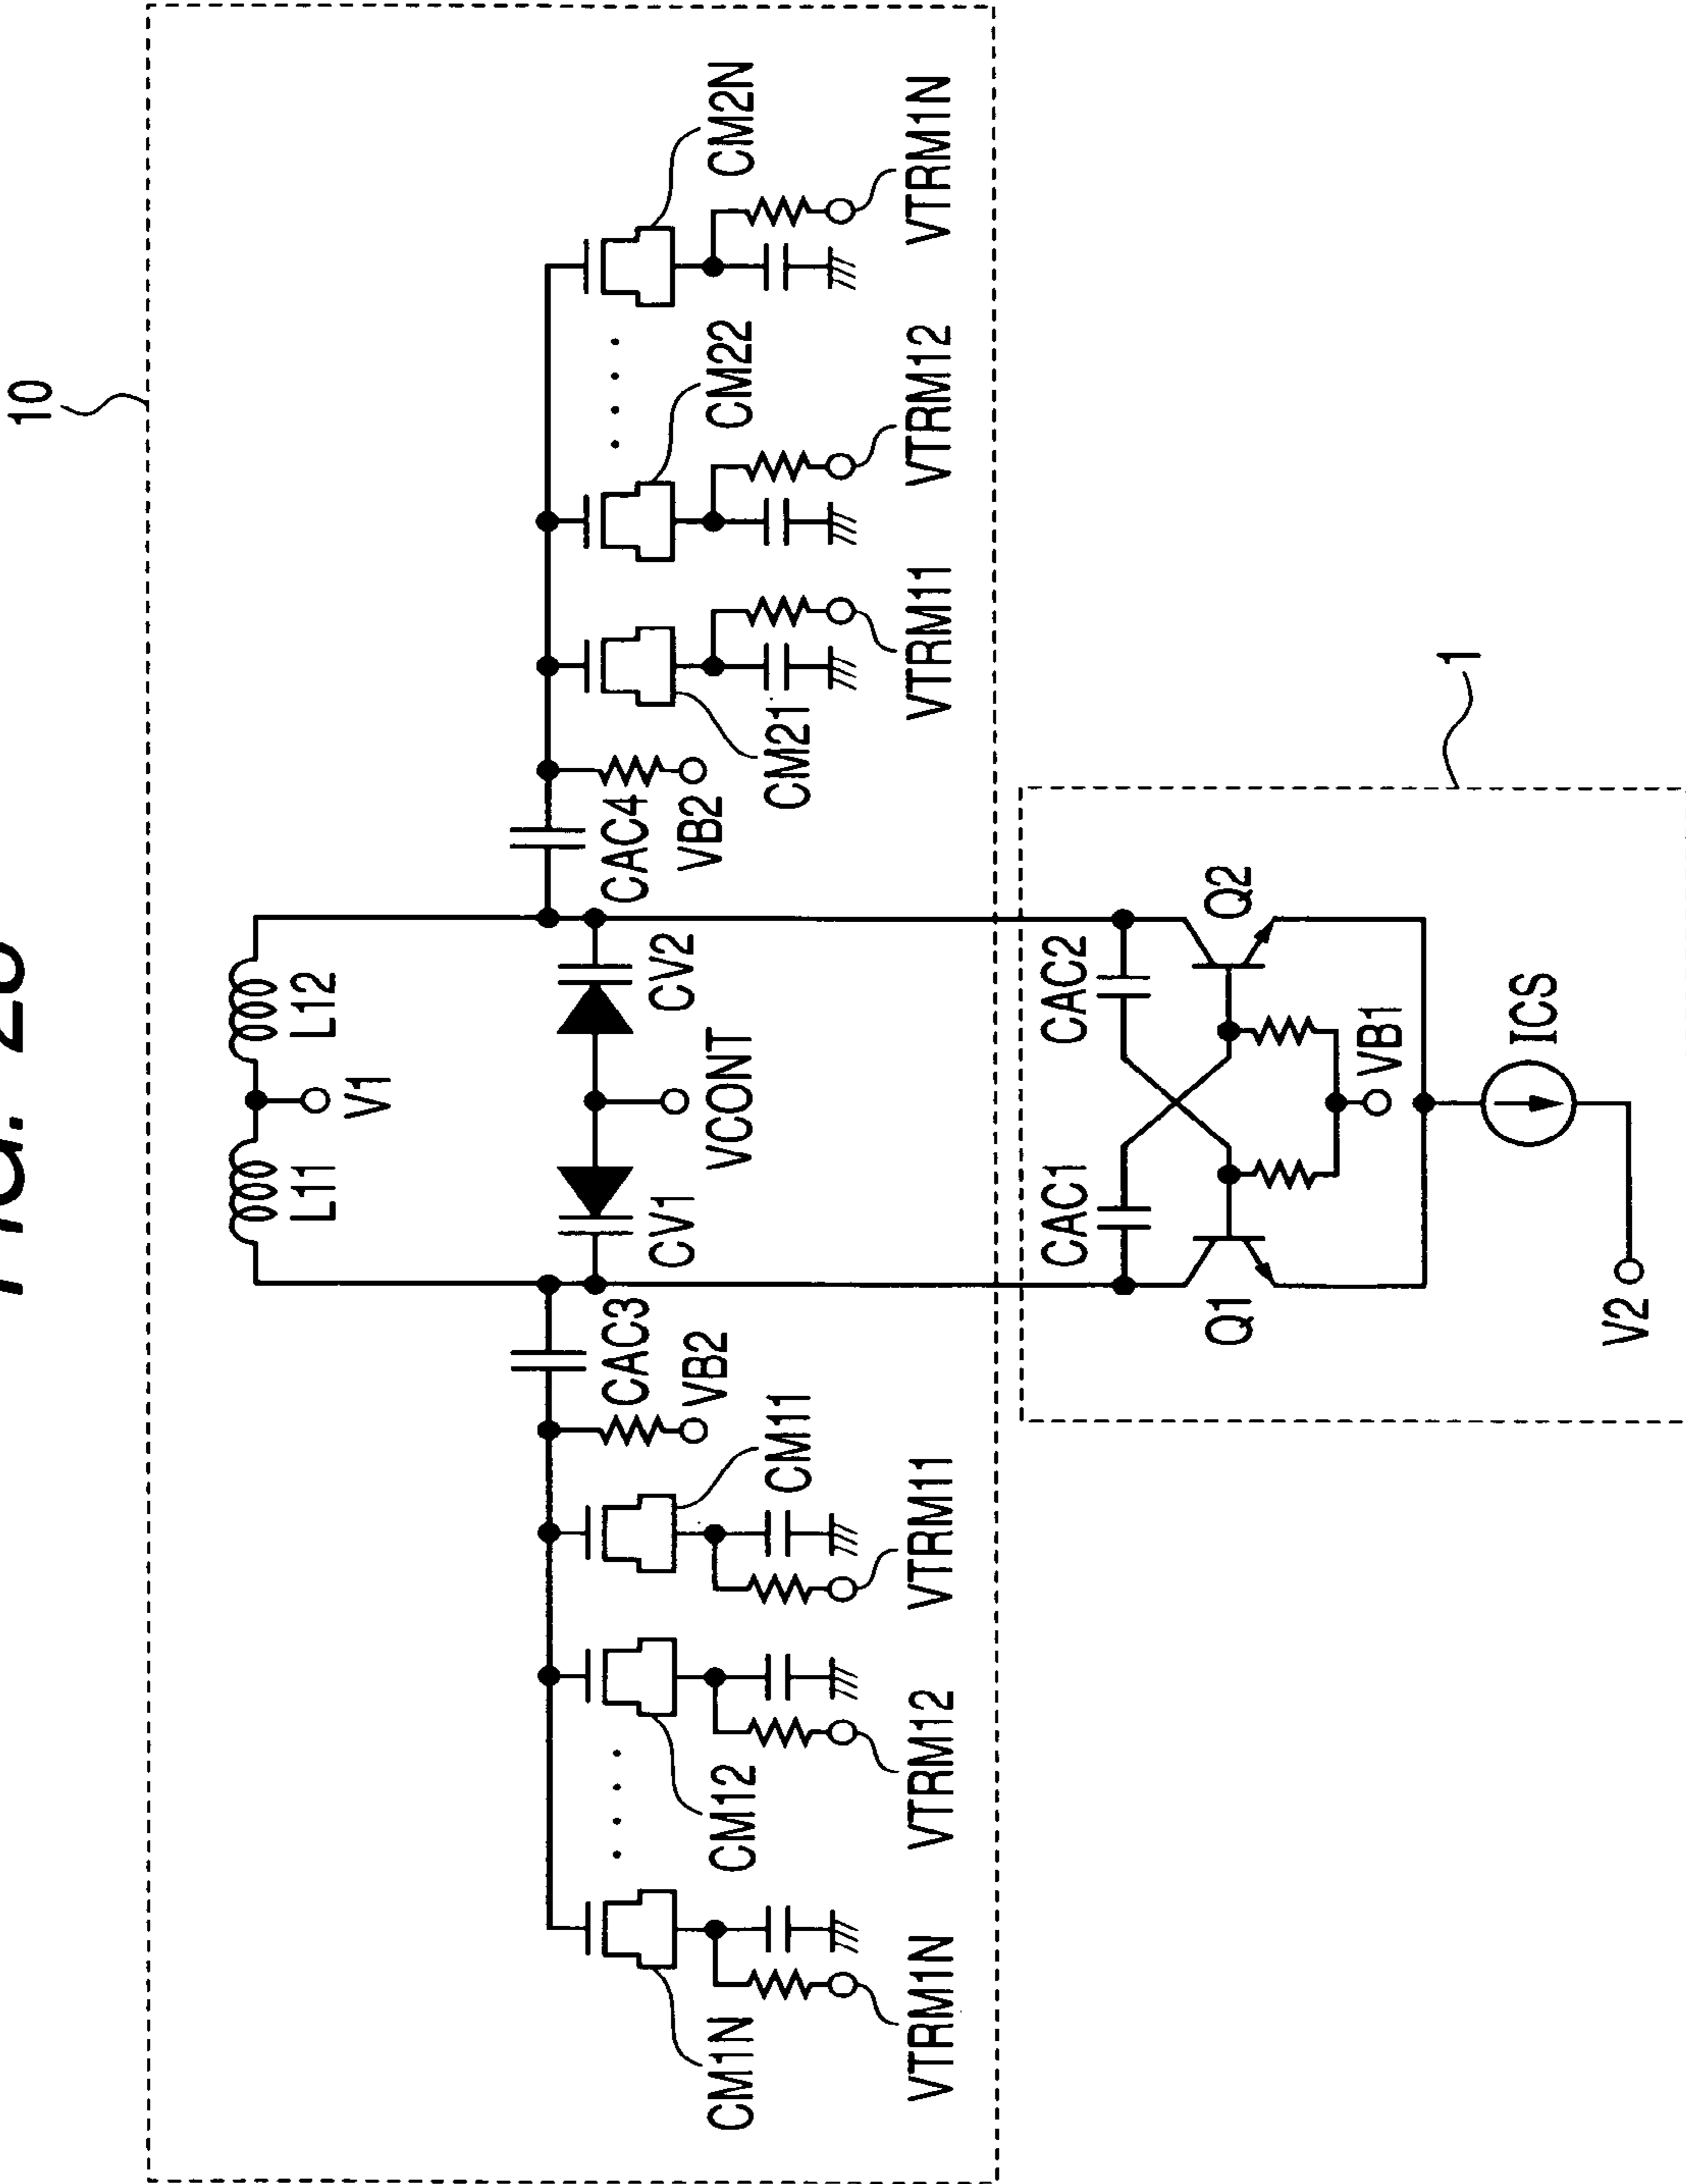 FIG.
10
L11
V1
L12
CAC3
VB2
CV1
VCONT
CV2
CAC4
VB2
CM1N
CM12
CM11
CM21
CM22
CM2N
VTRM1N
VTRM12
VTRM11
VTRM11
VTRM12
VTRM1N
CAC1
CAC2
Q1
Q2
VB1
1
ICS
V2